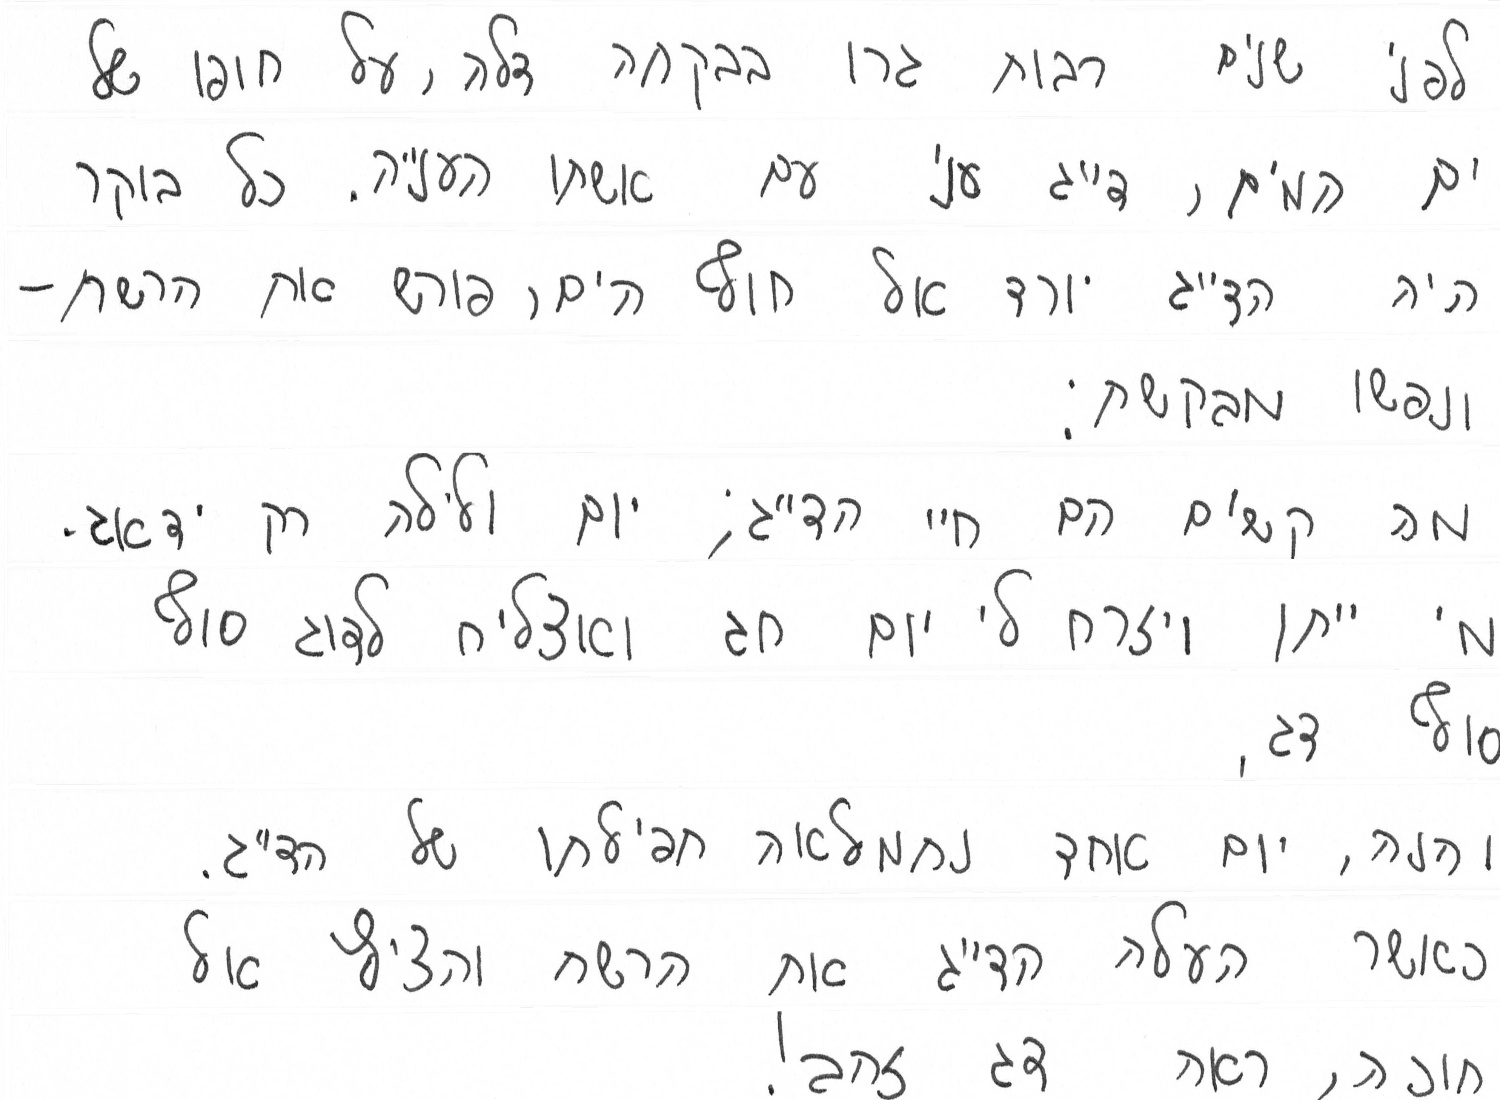 לפני שנים רבות גרו בבקתה דלה, על חופו של
ים המים, דייג עני עם אשתו הענייה. כל בוקר
היה הדייג יורד אל חוף הים, פורש את הרשת -
ונפשו מבקשת:
מה קשים הם חיי הדייג; יום ולילה רק ידאג.
מי ייתן ויזרח לי יום חג ואצליח לדוג סוף
סוף דג,
והנה, יום אחד נתמלאה תפילתו של הדייג.
כאשר העלה הדייג את הרשת והציף אל
תוכה, ראה דג זהב!